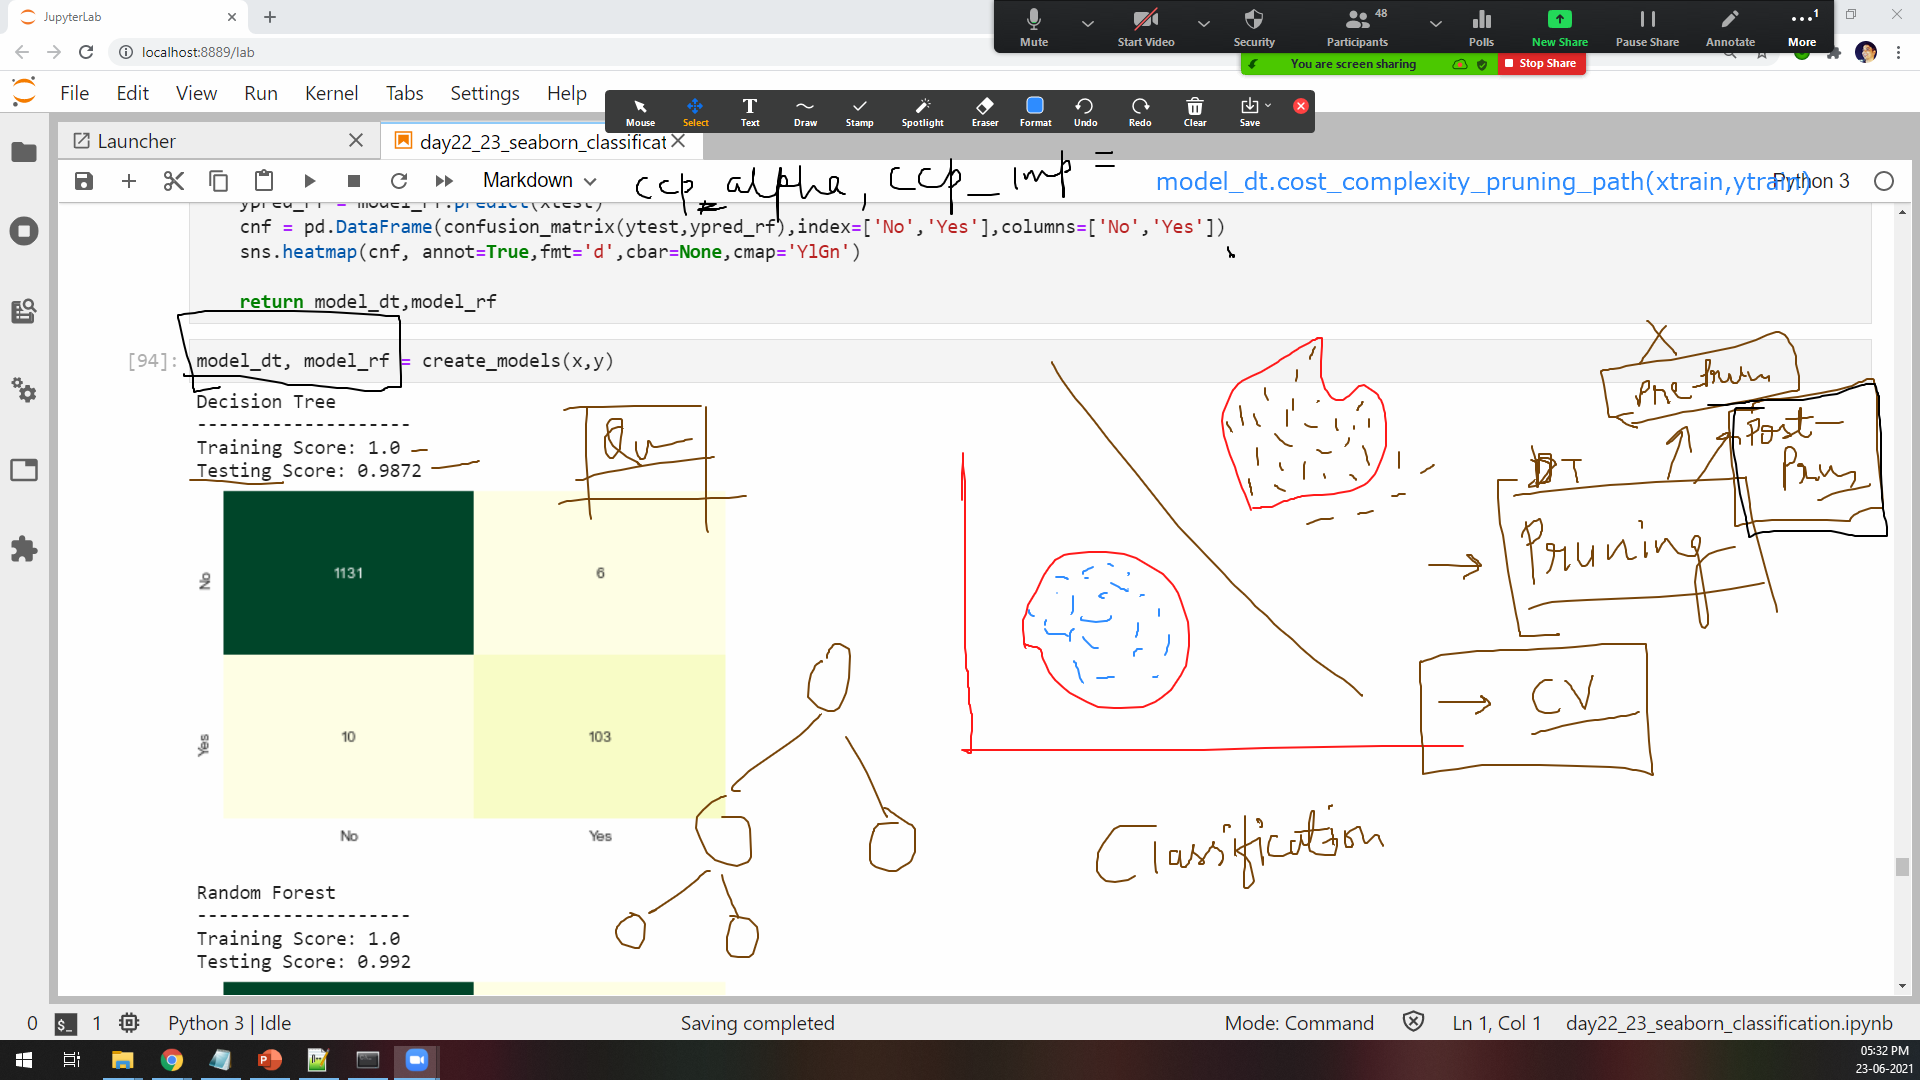 JupyterLab
localhost:8889/lab
Mute
Start Video
Security
Participants
48
Polls
New Share
Pause Share
Annotate
More
1
You are screen sharing
Stop Share
File Edit View Run Kernel Tabs Settings Help
Mouse Select Text Draw Stamp Spotlight Eraser Format Undo Redo Clear Save
Launcher
day22_23_seaborn_classificat
Markdown
Python 3
ccp_alpha, ccp_imp =
model_dt.cost_complexity_pruning_path(xtrain,ytrain)
ypred_rf = model_rf.predict(xtest)
cnf = pd.DataFrame(confusion_matrix(ytest,ypred_rf),index=['No','Yes'],columns=['No','Yes'])
sns.heatmap(cnf, annot=True,fmt='d',cbar=None,cmap='YlGn')
return model_dt,model_rf
[94]:
model_dt, model_rf = create_models(x,y)
Decision Tree
--------------------
Training Score: 1.0
Testing Score: 0.9872
Post-
DT
Pruning
CV
Classification
No
1131
6
Yes
10
103
No
Yes
Random Forest
--------------------
Training Score: 1.0
Testing Score: 0.992
0
1
Python 3 | Idle
Saving completed
Mode: Command
Ln 1, Col 1
day22_23_seaborn_classification.ipynb
05:32 PM
23-06-2021